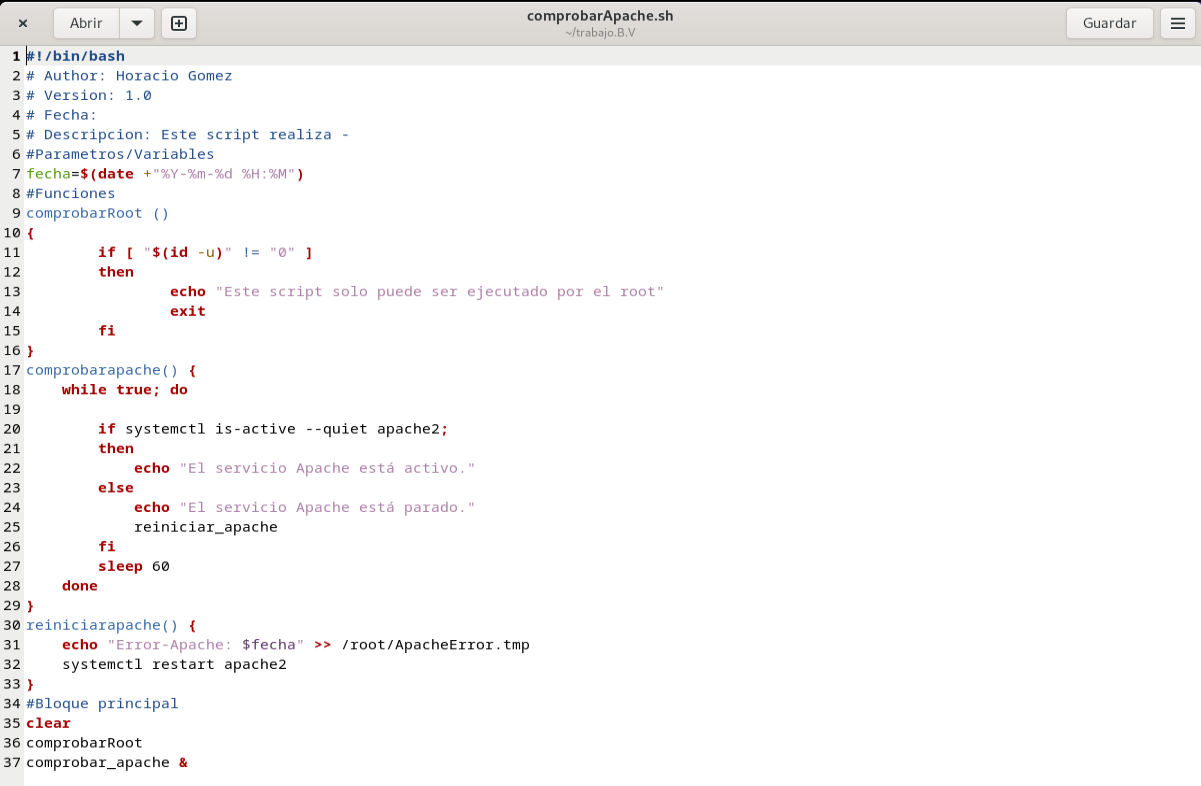 Abrir
comprobarApache.sh
~/trabajo.B.V
Guardar
1 #!/bin/bash
2 # Author: Horacio Gomez
3 # Version: 1.0
4 # Fecha:
5 # Descripcion: Este script realiza -
6 #Parametros/Variables
7 fecha=$(date +"%Y-%m-%d %H:%M")
8 #Funciones
9 comprobarRoot ()
10 {
11         if [ "$(id -u)" != "0" ]
12         then
13                 echo "Este script solo puede ser ejecutado por el root"
14                 exit
15         fi
16 }
17 comprobarapache() {
18     while true; do
19
20         if systemctl is-active --quiet apache2;
21         then
22             echo "El servicio Apache está activo."
23         else
24             echo "El servicio Apache está parado."
25             reiniciar_apache
26         fi
27         sleep 60
28     done
29 }
30 reiniciarapache() {
31     echo "Error-Apache: $fecha" >> /root/ApacheError.tmp
32     systemctl restart apache2
33 }
34 #Bloque principal
35 clear
36 comprobarRoot
37 comprobar_apache &